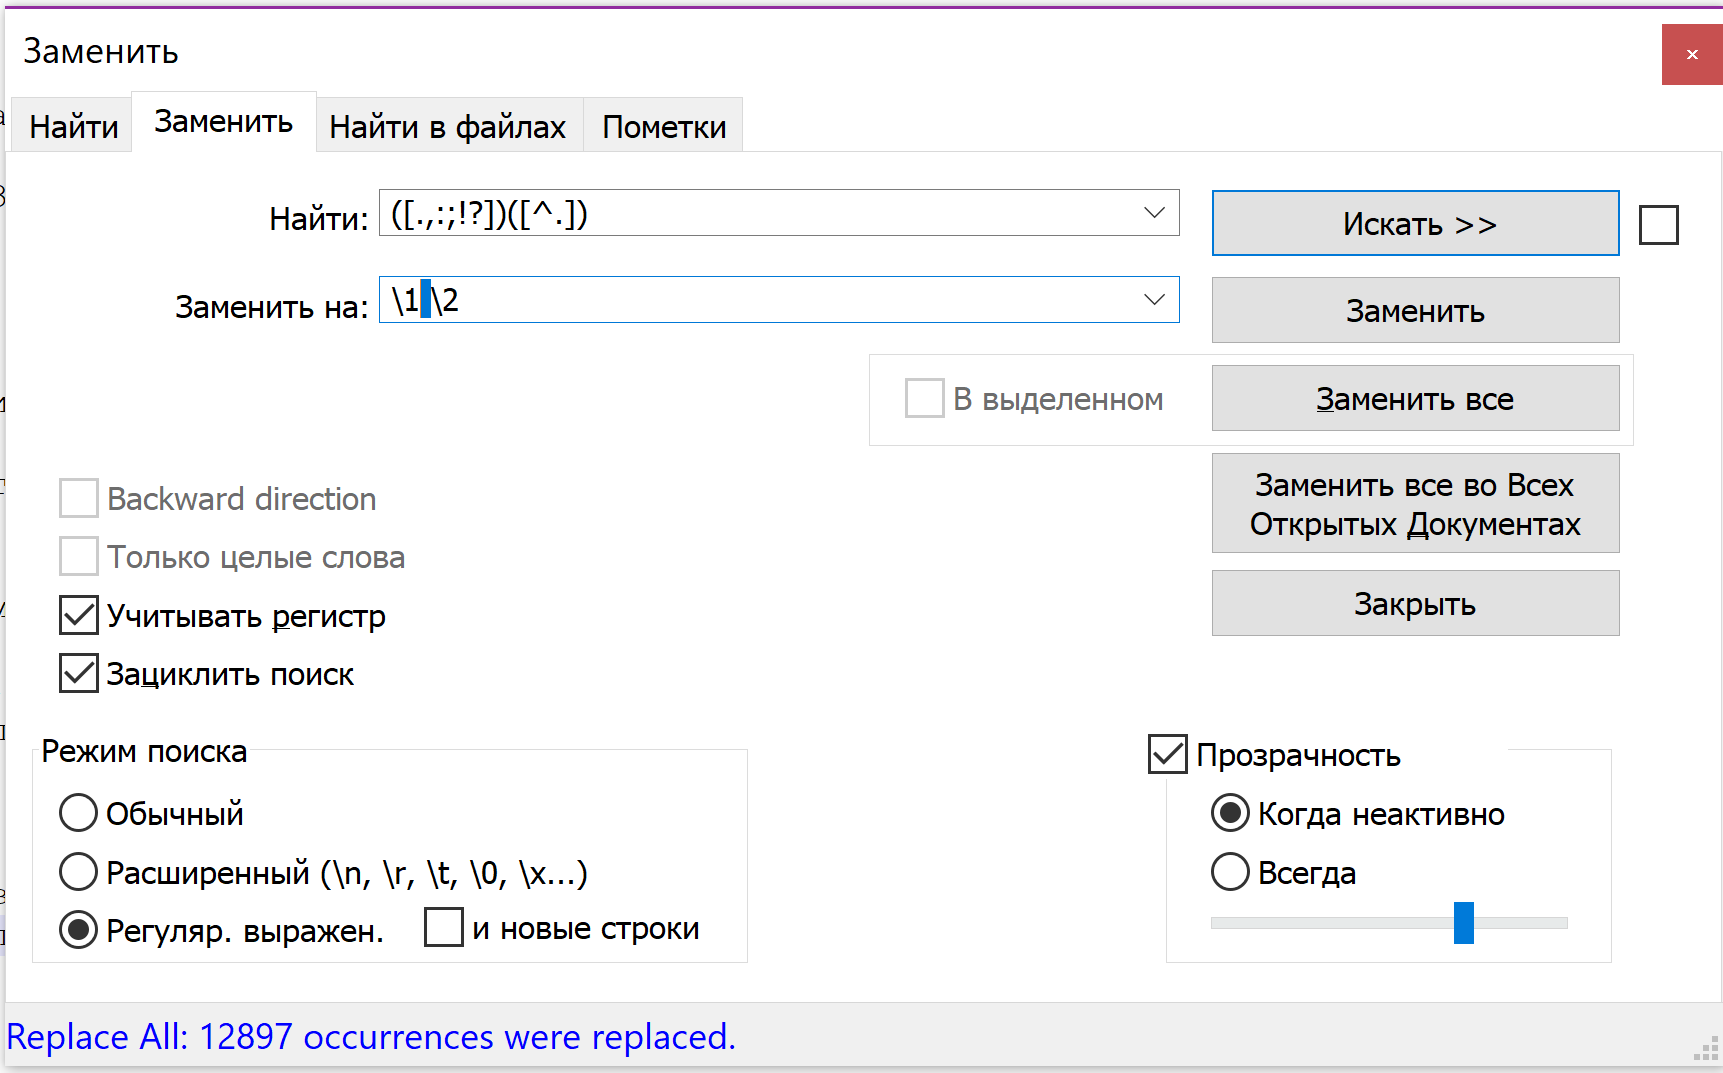 Заменить
Найти
Заменить
Найти в файлах
Пометки
Найти: ([.,:;!?])([^.])
Искать >>
Заменить на: \1 \2
Заменить
В выделенном
Заменить все
Заменить все во Всех
Открытых Документах
Закрыть
Backward direction
Только целые слова
Учитывать регистр
Зациклить поиск
Режим поиска
Обычный
Расширенный (\n, \r, \t, \0, \x...)
Регуляр. выражен.
и новые строки
Прозрачность
Когда неактивно
Всегда
Replace All: 12897 occurrences were replaced.